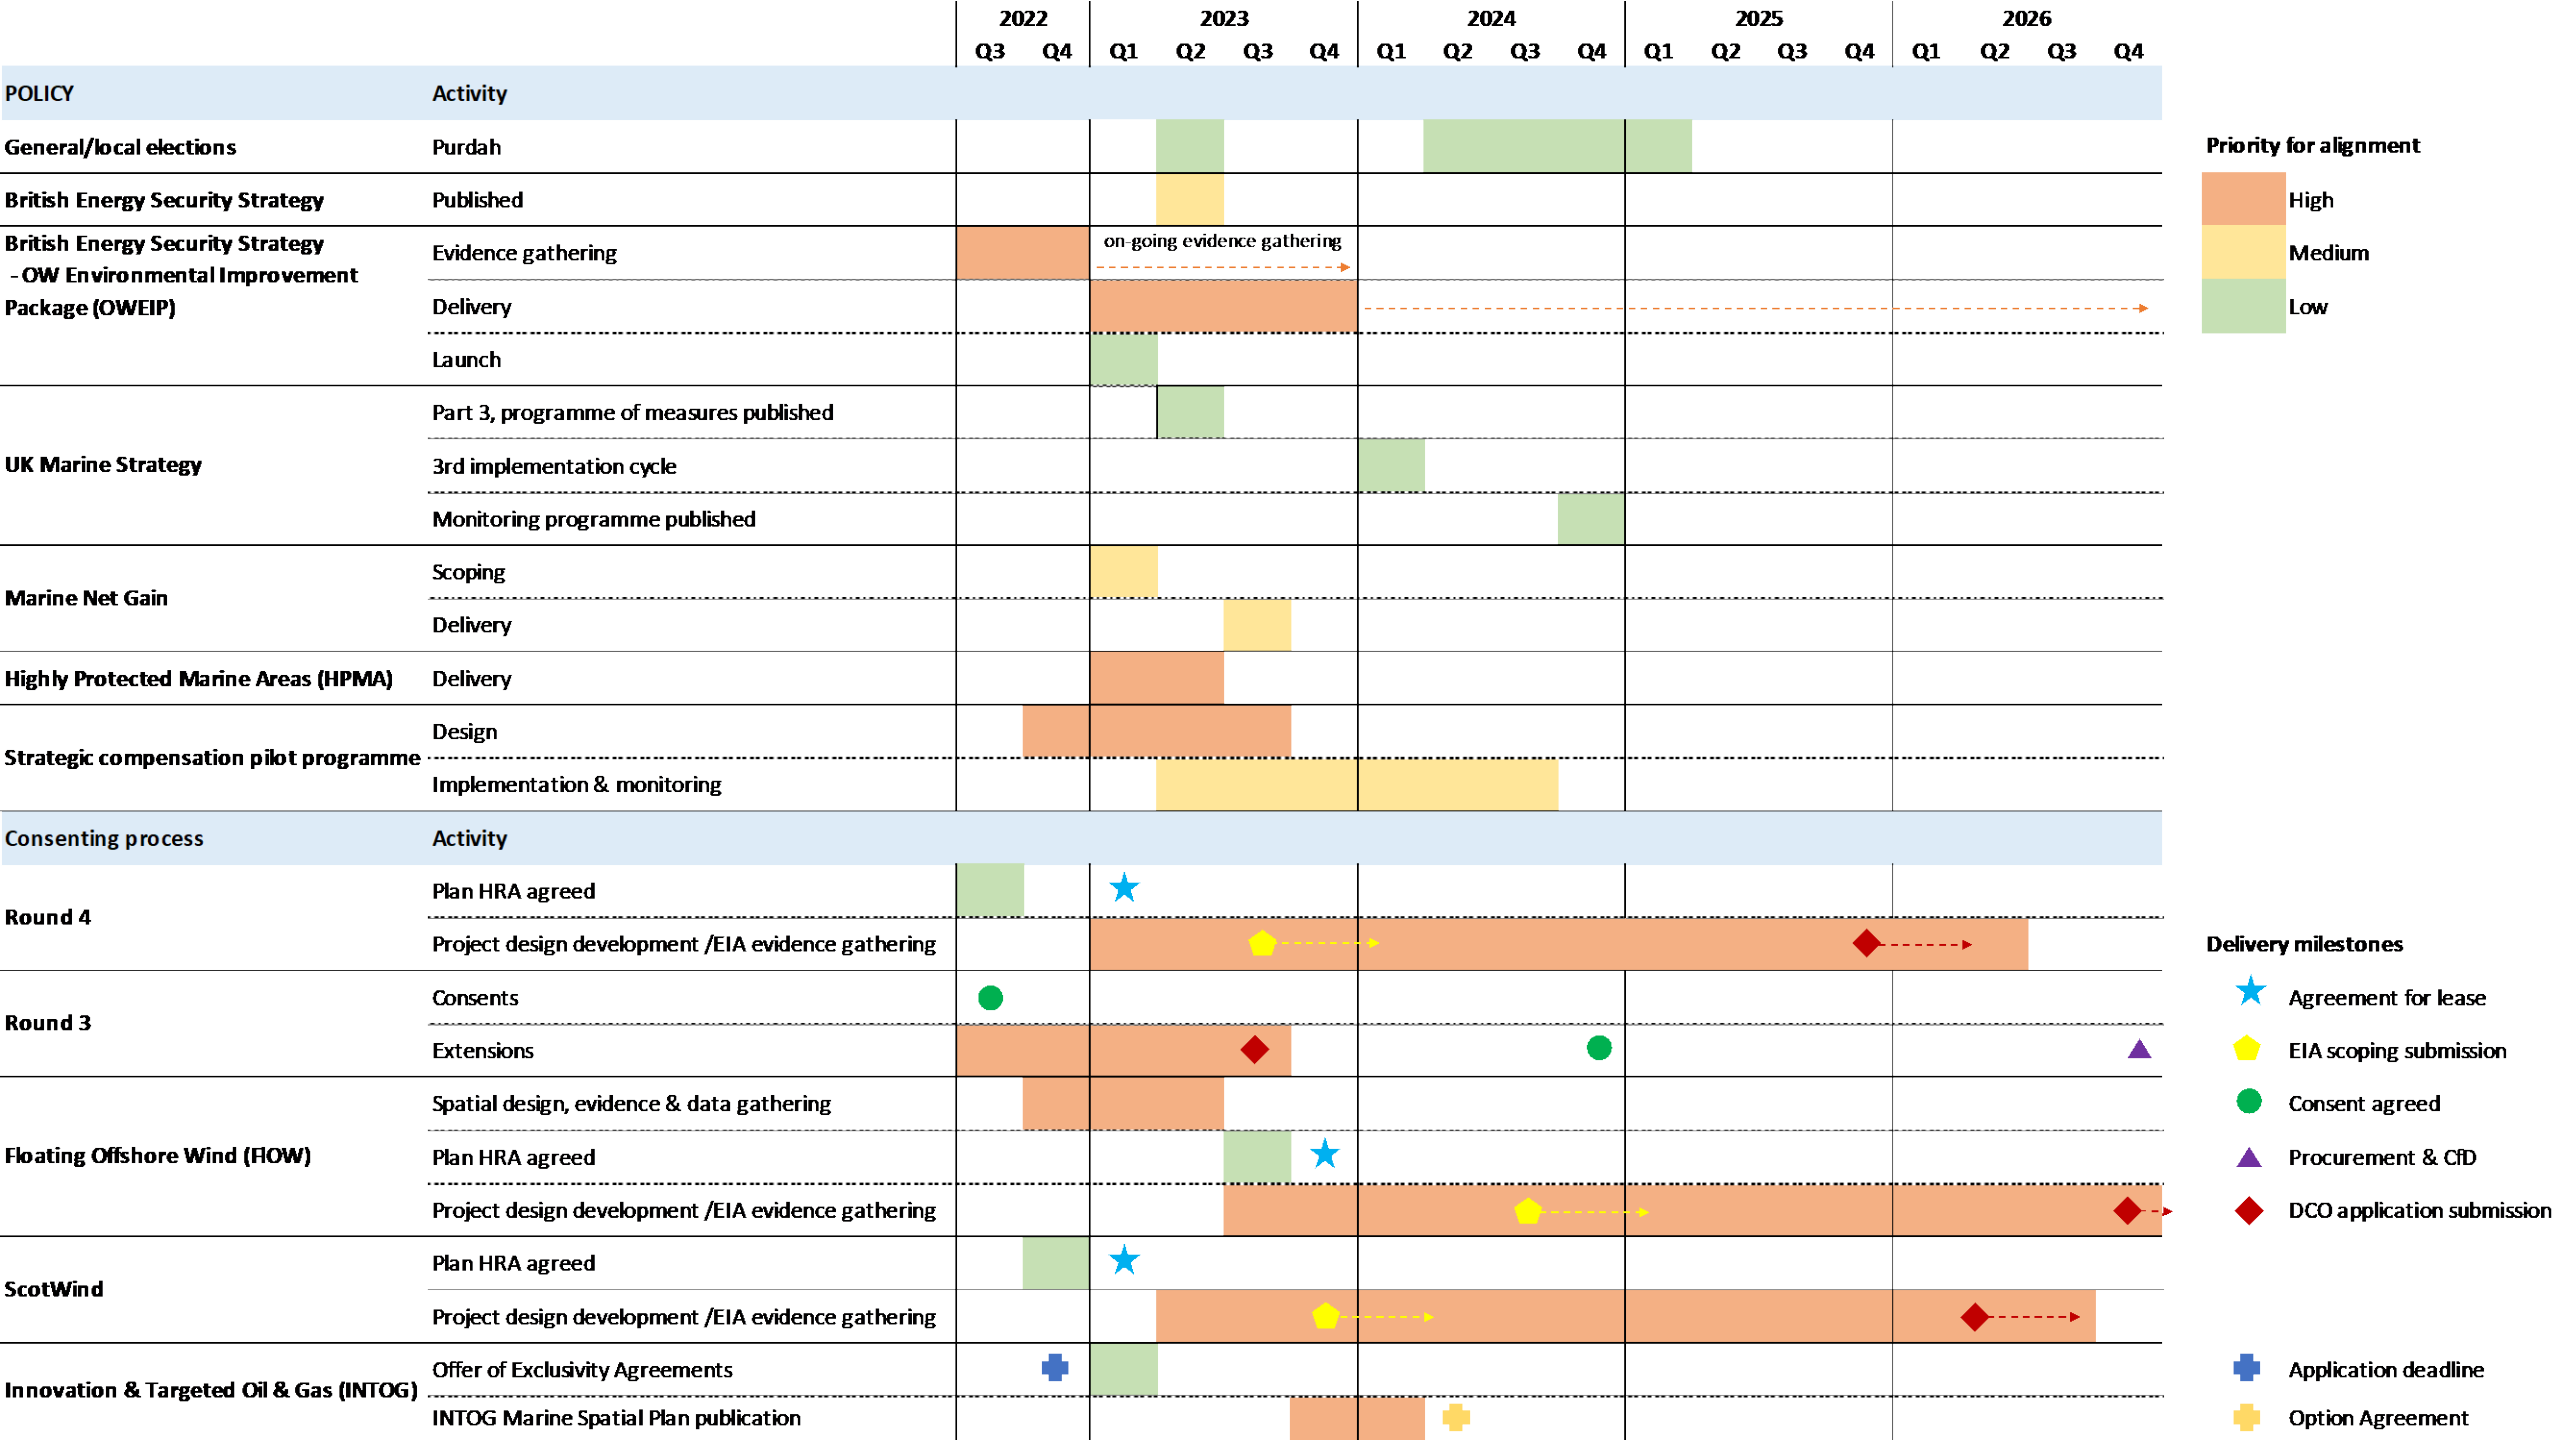 2022 2023 2024 2025 2026
Q3 Q4 Q1 Q2 Q3 Q4 Q1 Q2 Q3 Q4 Q1 Q2 Q3 Q4 Q1 Q2 Q3 Q4
POLICY Activity
General/local elections Purdah
British Energy Security Strategy Published
British Energy Security Strategy
- OW Environmental Improvement
Package (OWEIP)
Evidence gathering
on-going evidence gathering
Delivery
Launch
UK Marine Strategy
Part 3, programme of measures published
3rd implementation cycle
Monitoring programme published
Marine Net Gain
Scoping
Delivery
Highly Protected Marine Areas (HPMA) Delivery
Strategic compensation pilot programme
Design
Implementation & monitoring
Consenting process Activity
Round 4
Plan HRA agreed
Project design development /EIA evidence gathering
Round 3
Consents
Extensions
Floating Offshore Wind (FlOW)
Spatial design, evidence & data gathering
Plan HRA agreed
Project design development /EIA evidence gathering
ScotWind
Plan HRA agreed
Project design development /EIA evidence gathering
Innovation & Targeted Oil & Gas (INTOG)
Offer of Exclusivity Agreements
INTOG Marine Spatial Plan publication
Priority for alignment
High
Medium
Low
Delivery milestones
Agreement for lease
EIA scoping submission
Consent agreed
Procurement & CfD
DCO application submission
Application deadline
Option Agreement